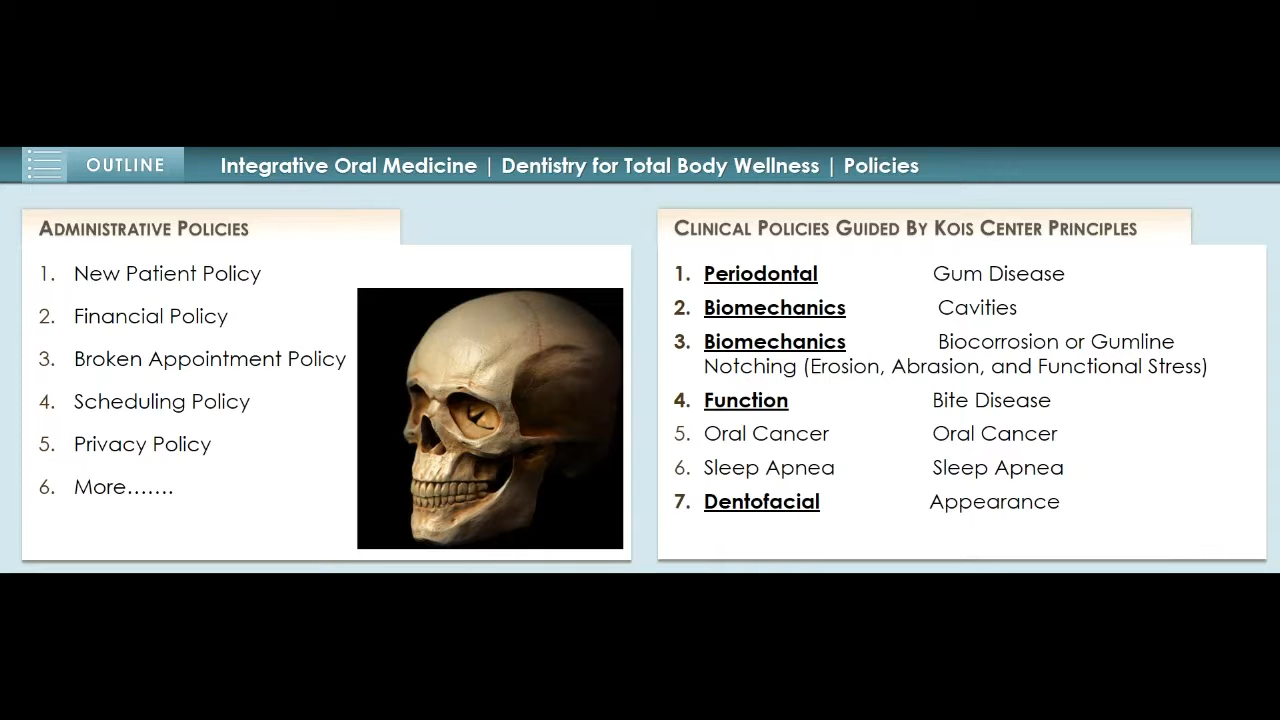 OUTLINE
Integrative Oral Medicine | Dentistry for Total Body Wellness | Policies
ADMINISTRATIVE POLICIES
1. New Patient Policy
2. Financial Policy
3. Broken Appointment Policy
4. Scheduling Policy
5. Privacy Policy
6. More.......
CLINICAL POLICIES GUIDED BY KOIS CENTER PRINCIPLES
1. Periodontal Gum Disease
2. Biomechanics Cavities
3. Biomechanics Biocorrosion or Gumline
Notching (Erosion, Abrasion, and Functional Stress)
4. Function Bite Disease
5. Oral Cancer Oral Cancer
6. Sleep Apnea Sleep Apnea
7. Dentofacial Appearance